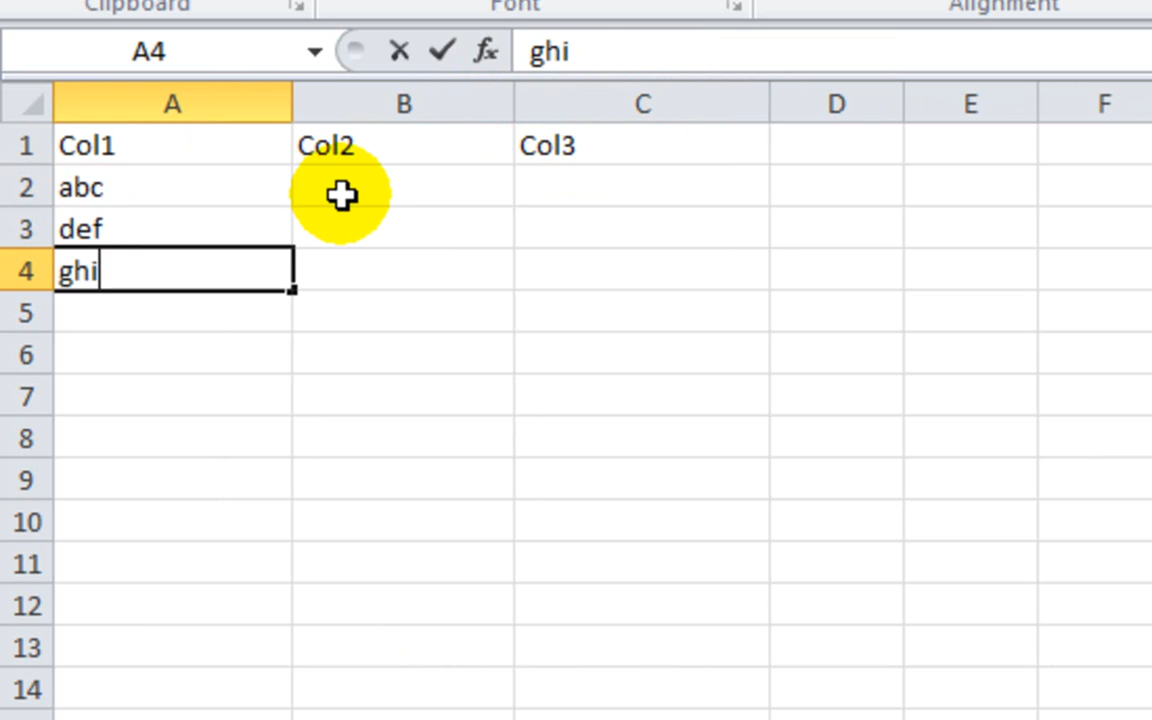 Clipboard Font Alignment
A4 fx ghi
A B C D E F
1 Col1 Col2 Col3
2 abc
3 def
4 ghi
5
6
7
8
9
10
11
12
13
14